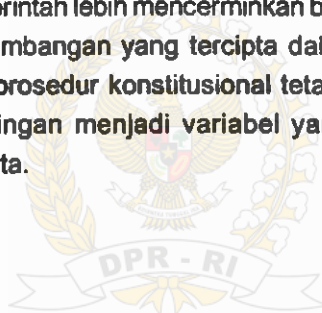 erintah lebih mencerminkan b
mbangan yang tercipta dal
prosedur konstitusional teta
ingan menjadi variabel ya
ta.
DPR - RI